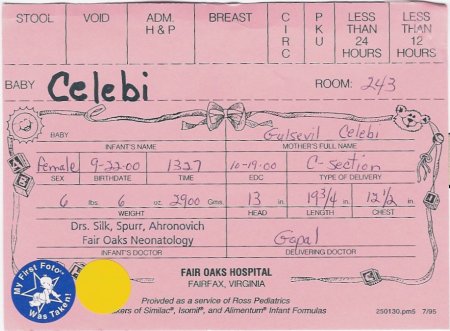 STOOL VOID ADM. H & P BREAST CIRC PKU LESS THAN 24 HOURS LESS THAN 12 HOURS
BABY Celebi ROOM: 243
BABY Gulsevil Celebi
INFANT'S NAME MOTHER'S FULL NAME
female 9-22-00 1327 10-19-00 C-section
SEX BIRTHDATE TIME EDC TYPE OF DELIVERY
6 lbs. 6 oz. 2900 Gms. 13 in. 19 3/4 in. 12 1/2 in.
WEIGHT HEAD LENGTH CHEST
Drs. Silk, Spurr, Ahronovich
Fair Oaks Neonatology Gopal
INFANT'S DOCTOR DELIVERING DOCTOR
My First Foto
Was Taken!
FAIR OAKS HOSPITAL
FAIRFAX, VIRGINIA
Provided as a service of Ross Pediatrics
kers of Similac®, Isomil®, and Alimentum® Infant Formulas 250130.pm5 7/95